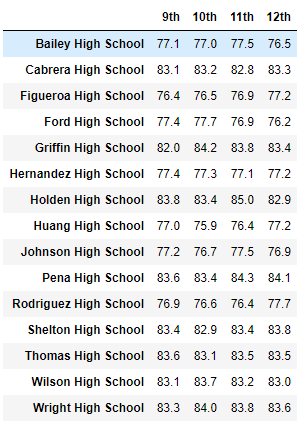 9th 10th 11th 12th
Bailey High School 77.1 77.0 77.5 76.5
Cabrera High School 83.1 83.2 82.8 83.3
Figueroa High School 76.4 76.5 76.9 77.2
Ford High School 77.4 77.7 76.9 76.2
Griffin High School 82.0 84.2 83.8 83.4
Hernandez High School 77.4 77.3 77.1 77.2
Holden High School 83.8 83.4 85.0 82.9
Huang High School 77.0 75.9 76.4 77.2
Johnson High School 77.2 76.7 77.5 76.9
Pena High School 83.6 83.4 84.3 84.1
Rodriguez High School 76.9 76.6 76.4 77.7
Shelton High School 83.4 82.9 83.4 83.8
Thomas High School 83.6 83.1 83.5 83.5
Wilson High School 83.1 83.7 83.2 83.0
Wright High School 83.3 84.0 83.8 83.6